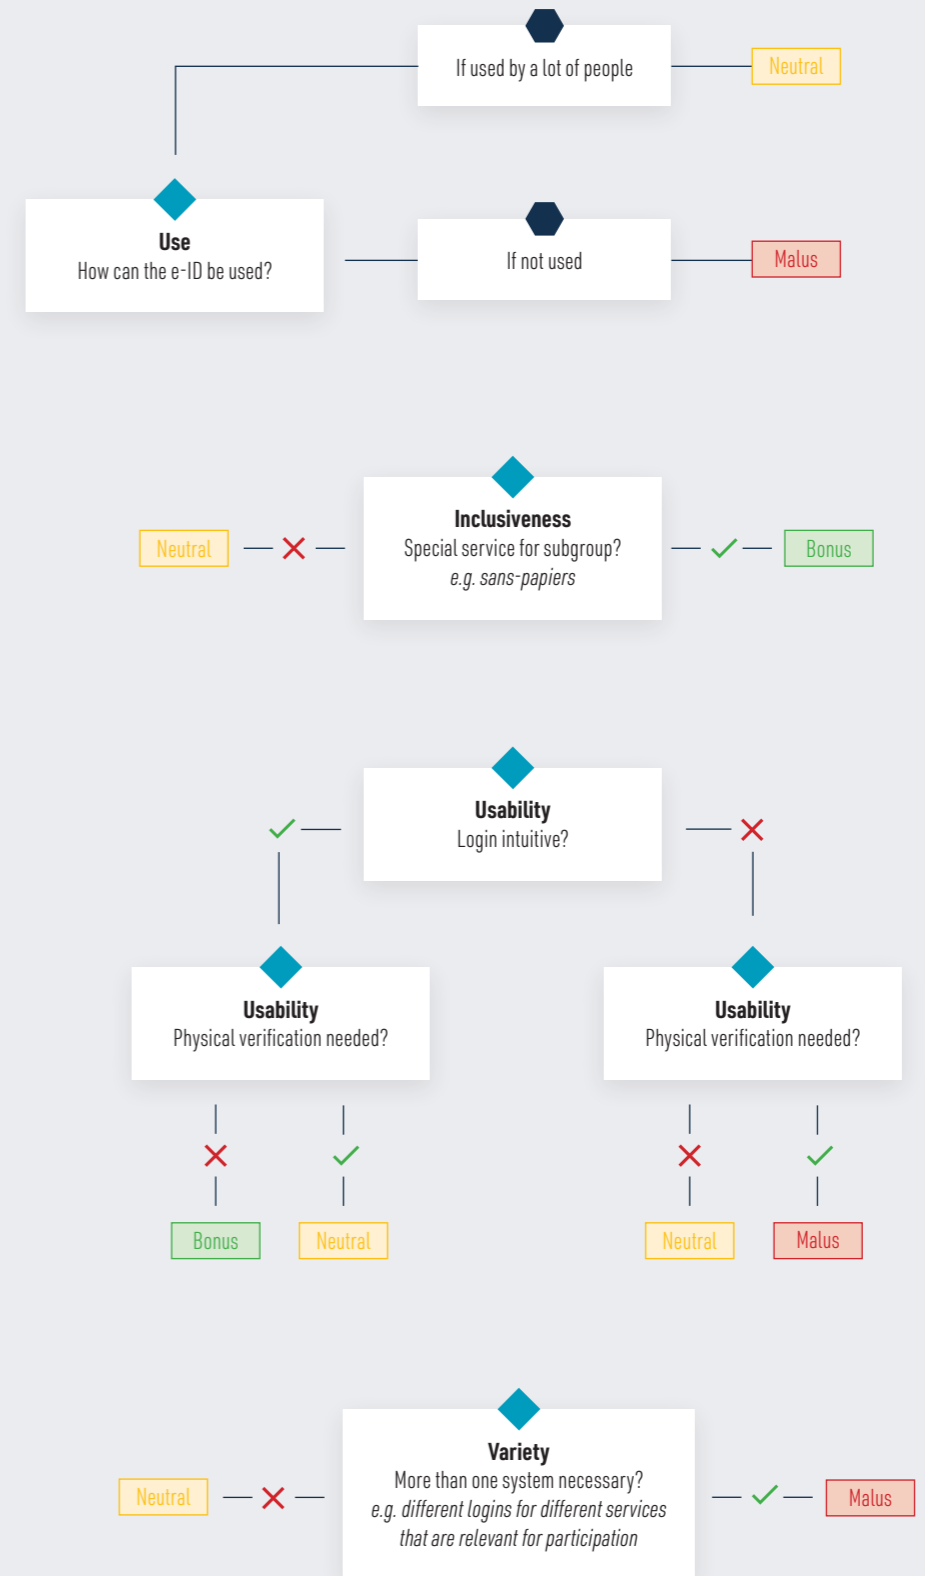 If used by a lot of people
Neutral
Use
How can the e-ID be used?
If not used
Malus
Inclusiveness
Special service for subgroup?
e.g. sans-papiers
Neutral
Bonus
Usability
Login intuitive?
Usability
Physical verification needed?
Usability
Physical verification needed?
Bonus
Neutral
Neutral
Malus
Variety
More than one system necessary?
e.g. different logins for different services
that are relevant for participation
Neutral
Malus